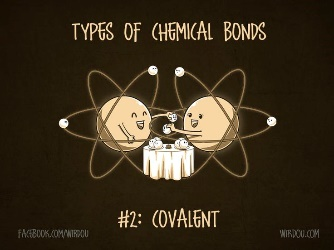 TYPES OF CHEMICAL BONDS
#2: COVALENT
FACEBOOK.COM/WIRDOU
WIRDOU.COM